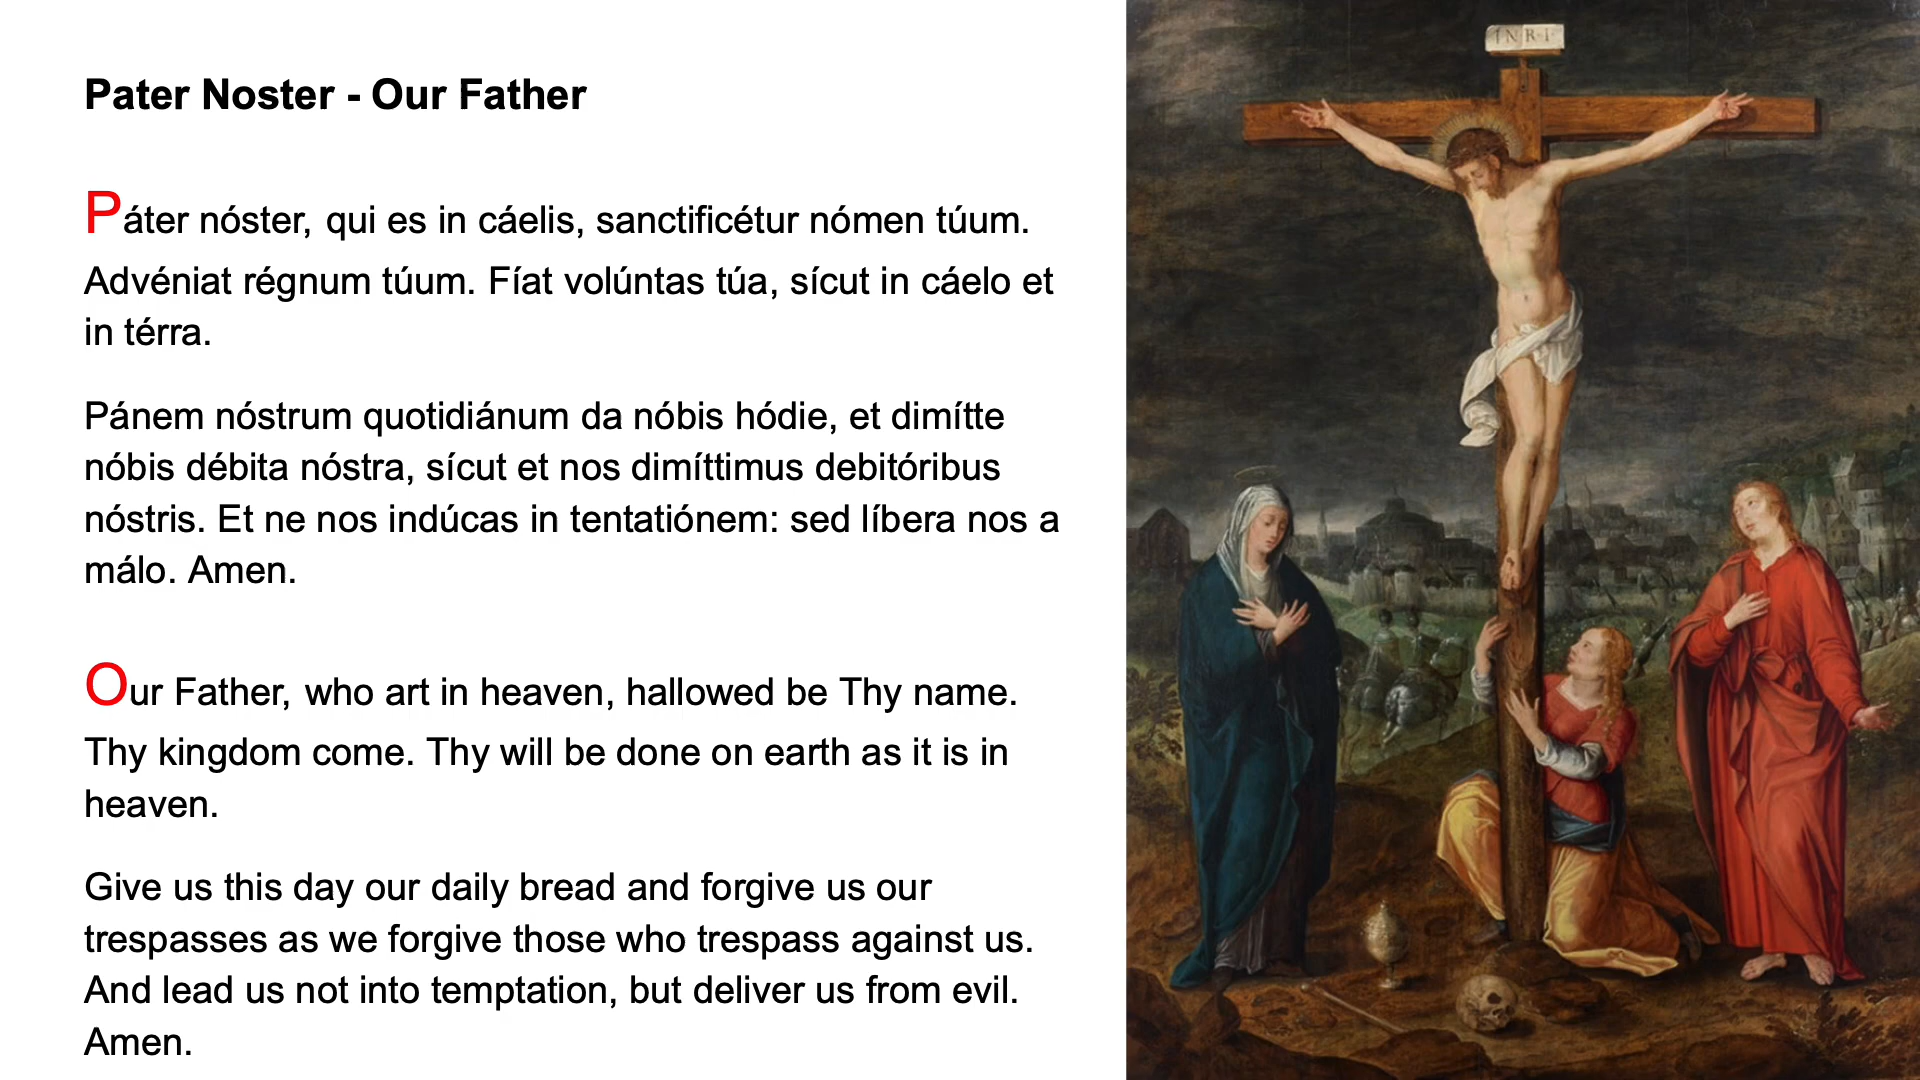 Pater Noster - Our Father
Páter nóster, qui es in cáelis, sanctificétur nómen túum.
Advéniat régnum túum. Fíat volúntas túa, sícut in cáelo et
in térra.
Pánem nóstrum quotidiánum da nóbis hódie, et dimítte
nóbis débita nóstra, sícut et nos dimíttimus debitóribus
nóstris. Et ne nos indúcas in tentatiónem: sed líbera nos a
málo. Amen.
Our Father, who art in heaven, hallowed be Thy name.
Thy kingdom come. Thy will be done on earth as it is in
heaven.
Give us this day our daily bread and forgive us our
trespasses as we forgive those who trespass against us.
And lead us not into temptation, but deliver us from evil.
Amen.
INRI